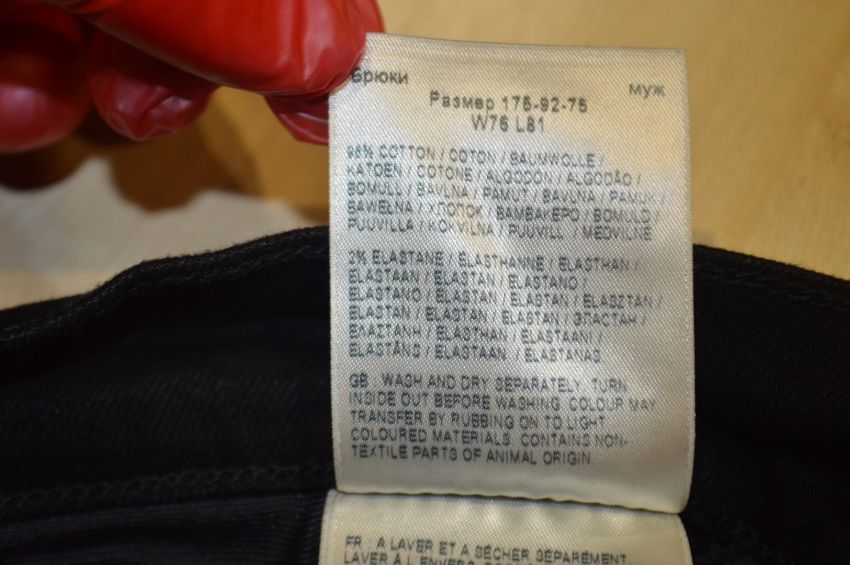 Брюки
муж
Размер 176-92-76
W76 L81
98% COTTON / COTON / BAUMWOLLE /
KATOEN / COTONE / ALGODÓN / ALGODÃO /
BOMULL / BAVLNA / PAMUT / BAVLNA / PAMUK /
BAWEŁNA / ХЛОПОК / ΒΑΜΒΑΚΕΡΟ / BOMULD /
PUUVILLA / KOKVILNA / PUUVILL / MEDVILNĖ
2% ELASTANE / ÉLASTHANNE / ELASTHAN /
ELASTAAN / ELASTAN / ELASTANO /
ELASTANO / ELASTAN / ELASTAN / ELASZTÁN /
ELASTAN / ELASTAN / ELASTAN / ЭЛАСТАН /
ΕΛΑΣΤΑΝΗ / ELASTHAN / ELASTAANI /
ELASTĀNS / ELASTAAN / ELASTANAS
GB : WASH AND DRY SEPARATELY. TURN
INSIDE OUT BEFORE WASHING. COLOUR MAY
TRANSFER BY RUBBING ON TO LIGHT
COLOURED MATERIALS. CONTAINS NON-
TEXTILE PARTS OF ANIMAL ORIGIN.
FR : A LAVER ET A SÉCHER SÉPARÉMENT.
LAVER À L'ENVERS.